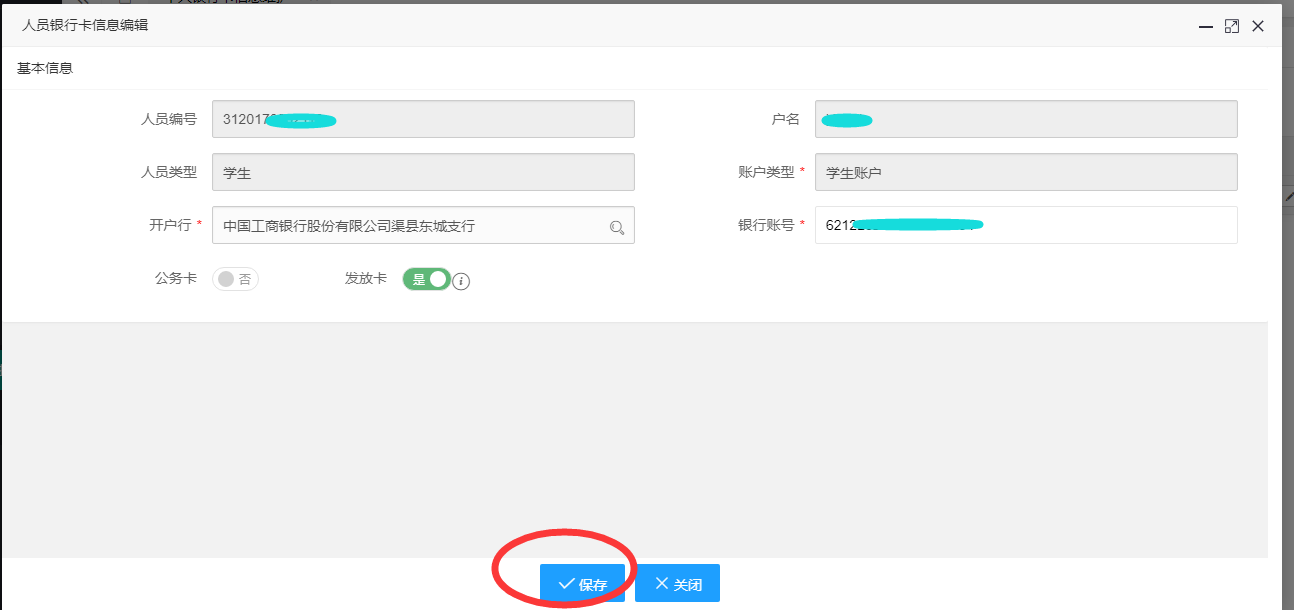 人员银行卡信息编辑
基本信息
人员编号 312017
户名
人员类型 学生
账户类型 * 学生账户
开户行 * 中国工商银行股份有限公司渠县东城支行
银行账号 * 6212
公务卡 否 发放卡 是
保存 关闭